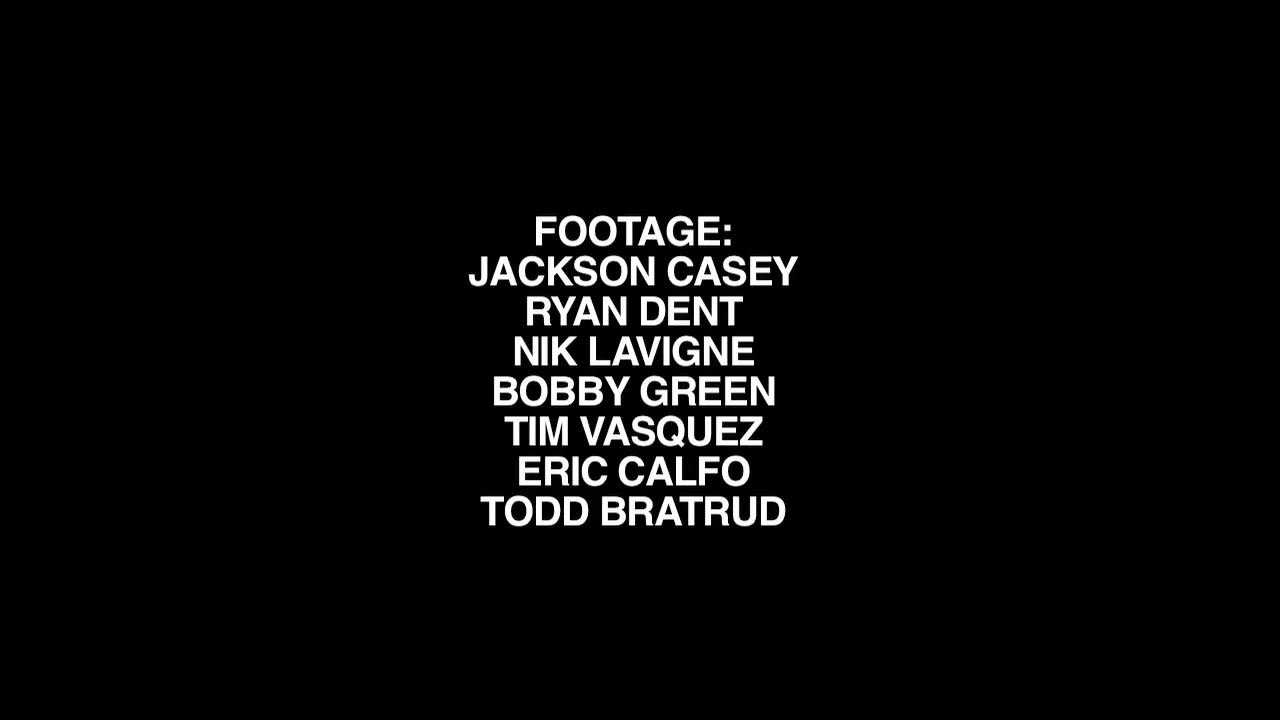 FOOTAGE:
JACKSON CASEY
RYAN DENT
NIK LAVIGNE
BOBBY GREEN
TIM VASQUEZ
ERIC CALFO
TODD BRATRUD